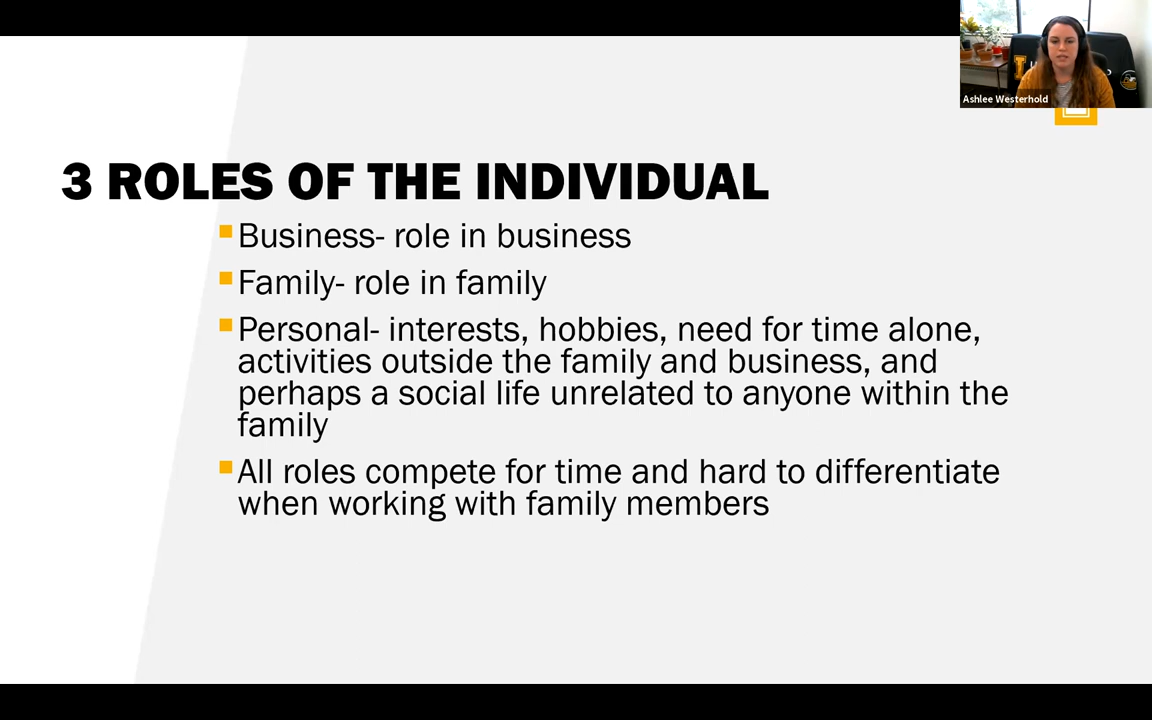 Ashlee Westerhold
3 ROLES OF THE INDIVIDUAL
Business- role in business
Family- role in family
Personal- interests, hobbies, need for time alone,
activities outside the family and business, and
perhaps a social life unrelated to anyone within the
family
All roles compete for time and hard to differentiate
when working with family members